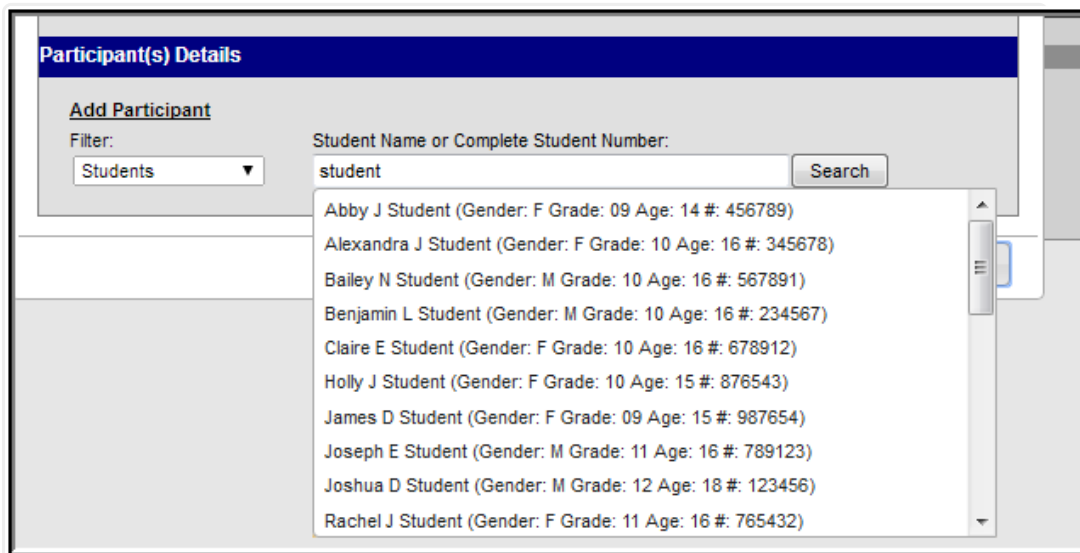 Participant(s) Details
Add Participant
Filter:
Student Name or Complete Student Number:
Students
student
Search
Abby J Student (Gender: F Grade: 09 Age: 14 #: 456789)
Alexandra J Student (Gender: F Grade: 10 Age: 16 #: 345678)
Bailey N Student (Gender: M Grade: 10 Age: 16 #: 567891)
Benjamin L Student (Gender: M Grade: 10 Age: 16 #: 234567)
Claire E Student (Gender: F Grade: 10 Age: 16 #: 678912)
Holly J Student (Gender: F Grade: 10 Age: 15 #: 876543)
James D Student (Gender: F Grade: 09 Age: 15 #: 987654)
Joseph E Student (Gender: M Grade: 11 Age: 16 #: 789123)
Joshua D Student (Gender: M Grade: 12 Age: 18 #: 123456)
Rachel J Student (Gender: F Grade: 11 Age: 16 #: 765432)